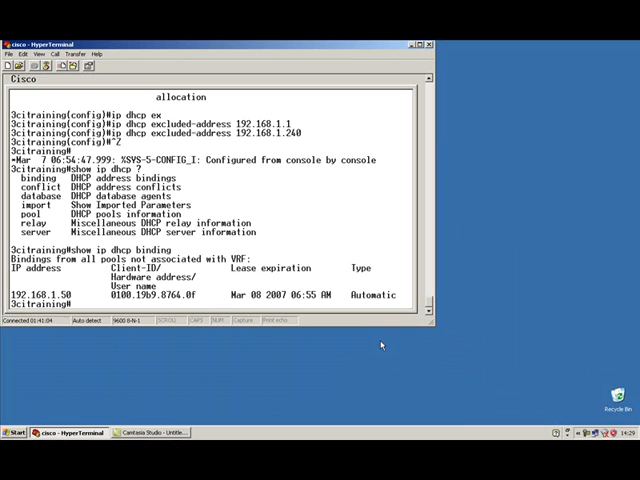 cisco - HyperTerminal
File Edit View Call Transfer Help
Cisco
allocation
3citraining(config)#ip dhcp ex
3citraining(config)#ip dhcp excluded-address 192.168.1.1
3citraining(config)#ip dhcp excluded-address 192.168.1.240
3citraining(config)#^Z
3citraining#
*Mar 7 06:54:47.999: %SYS-5-CONFIG_I: Configured from console by console
3citraining#show ip dhcp ?
binding DHCP address bindings
conflict DHCP address conflicts
database DHCP database agents
import Show Imported Parameters
pool DHCP pools information
relay Miscellaneous DHCP relay information
server Miscellaneous DHCP server information
3citraining#show ip dhcp binding
Bindings from all pools not associated with VRF:
IP address Client-ID/ Lease expiration Type
Hardware address/
User name
192.168.1.50 0100.19b9.8764.0f Mar 08 2007 06:55 AM Automatic
3citraining#
Connected 01:41:04 Auto detect 9600 8-N-1 SCROLL CAPS NUM Capture Print echo
Recycle Bin
Start cisco - HyperTerminal Camtasia Studio - Untitle... 14:29